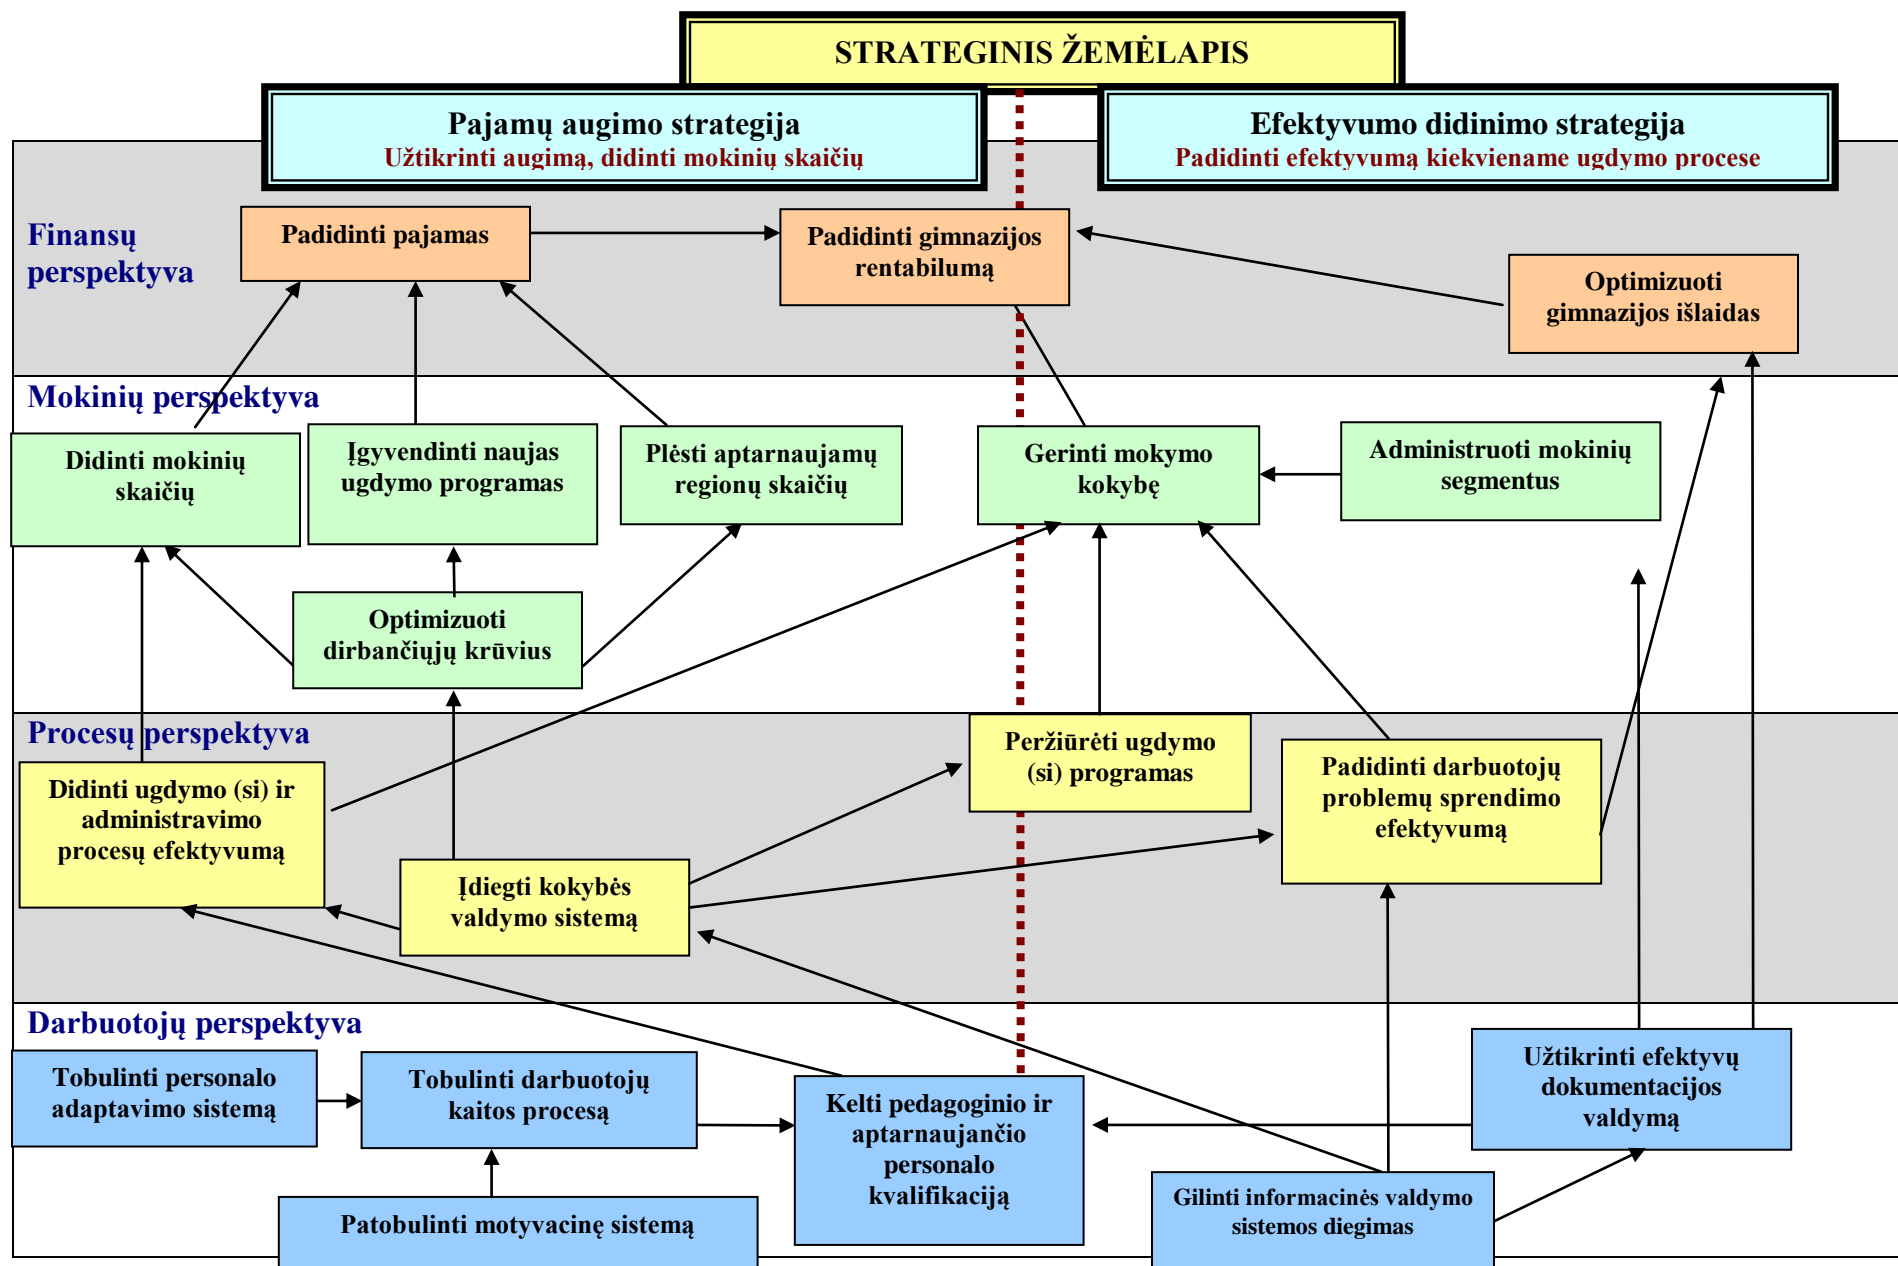 STRATEGINIS ŽEMĖLAPIS
Pajamų augimo strategija
Užtikrinti augimą, didinti mokinių skaičių
Efektyvumo didinimo strategija
Padidinti efektyvumą kiekviename ugdymo procese
Finansų
perspektyva
Padidinti pajamas
Padidinti gimnazijos
rentabilumą
Optimizuoti
gimnazijos išlaidas
Mokinių perspektyva
Didinti mokinių
skaičių
Įgyvendinti naujas
ugdymo programas
Plėsti aptarnaujamų
regionų skaičių
Gerinti mokymo
kokybę
Administruoti mokinių
segmentus
Optimizuoti
dirbančiųjų krūvius
Procesų perspektyva
Didinti ugdymo (si) ir
administravimo
procesų efektyvumą
Įdiegti kokybės
valdymo sistemą
Peržiūrėti ugdymo
(si) programas
Padidinti darbuotojų
problemų sprendimo
efektyvumą
Darbuotojų perspektyva
Tobulinti personalo
adaptavimo sistemą
Tobulinti darbuotojų
kaitos procesą
Kelti pedagoginio ir
aptarnaujančio
personalo
kvalifikaciją
Užtikrinti efektyvų
dokumentacijos
valdymą
Patobulinti motyvacinę sistemą
Gilinti informacinės valdymo
sistemos diegimas